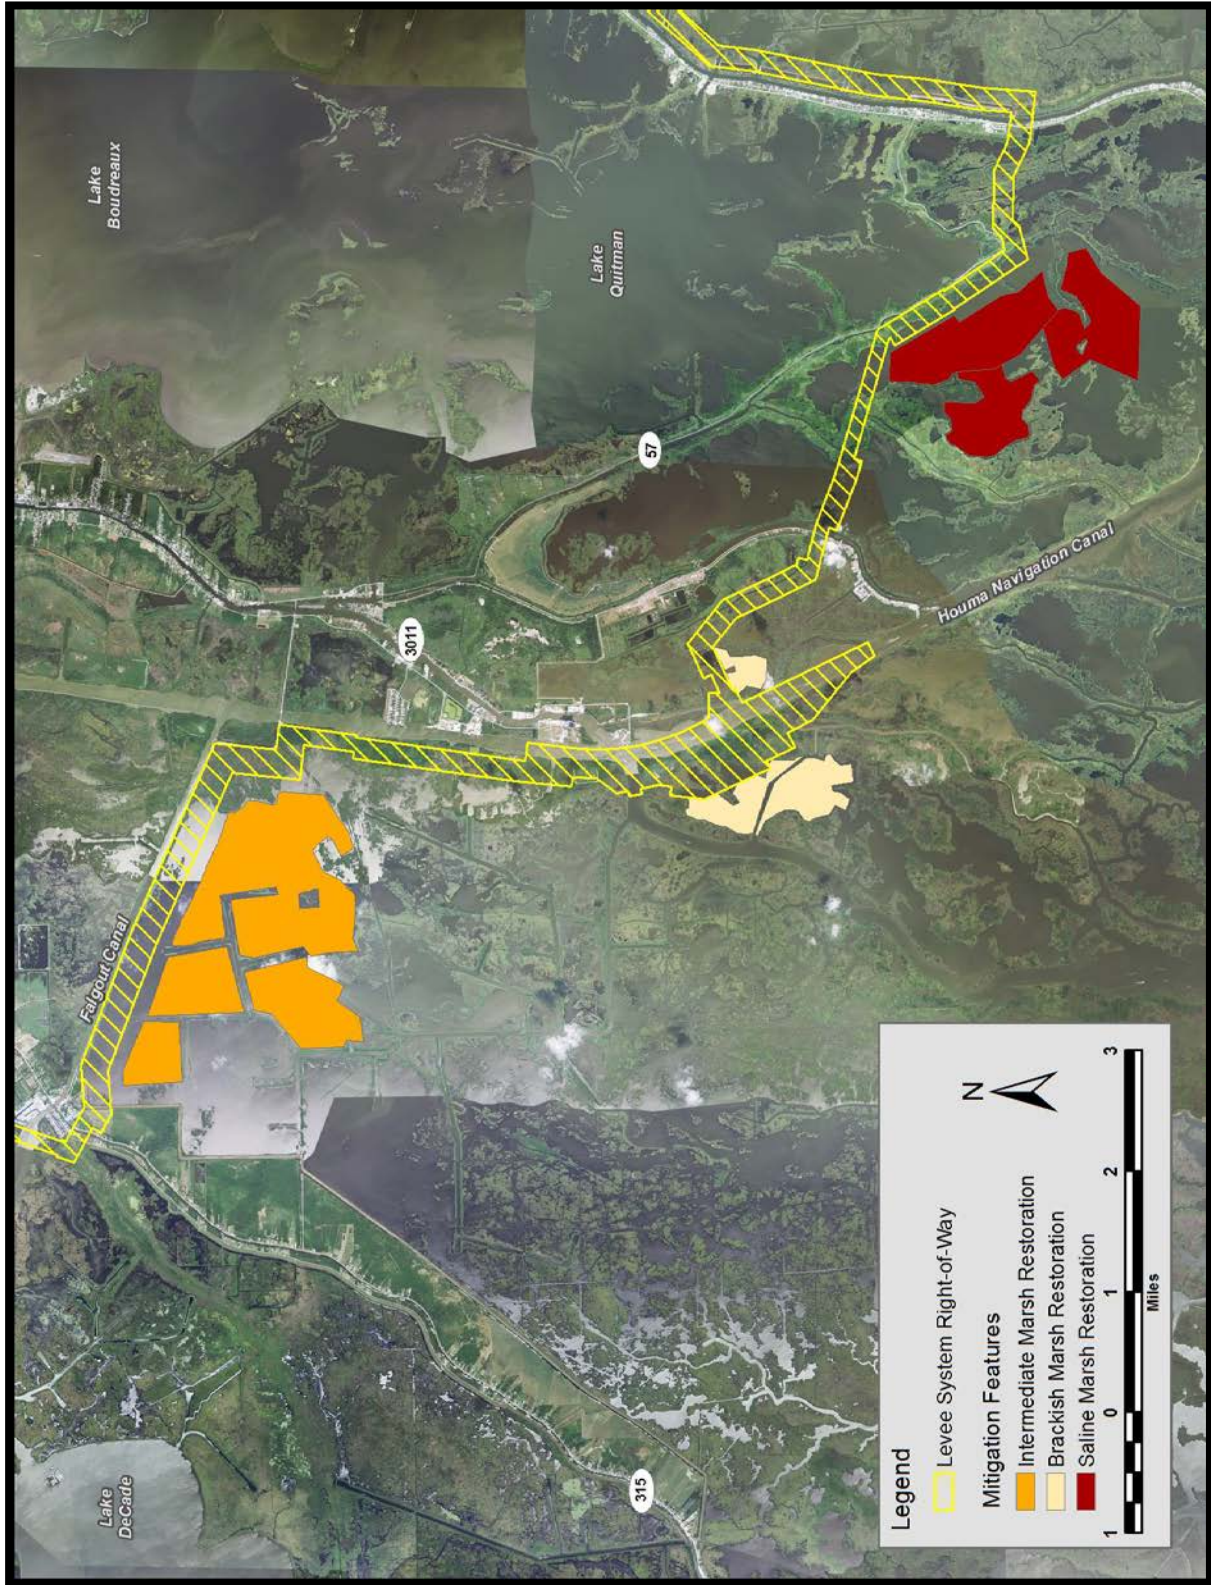 Lake
DeCade
Lake
Boudreaux
Falgout Canal
Lake
Quitman
3011
57
315
Houma Navigation Canal
Legend
Levee System Right-of-Way
Mitigation Features
Intermediate Marsh Restoration
Brackish Marsh Restoration
Saline Marsh Restoration
N
1 0 1 2 3
Miles